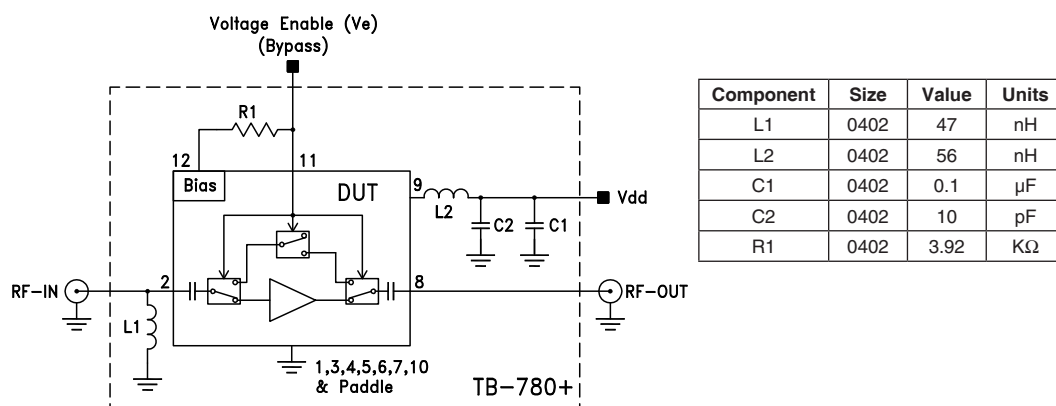 Voltage Enable (Ve)
(Bypass)
R1
12
11
Bias
DUT
9
L2
C2
C1
Vdd
2
8
RF-IN
RF-OUT
L1
1,3,4,5,6,7,10
& Paddle
TB-780+
Component Size Value Units
L1 0402 47 nH
L2 0402 56 nH
C1 0402 0.1 µF
C2 0402 10 pF
R1 0402 3.92 KΩ